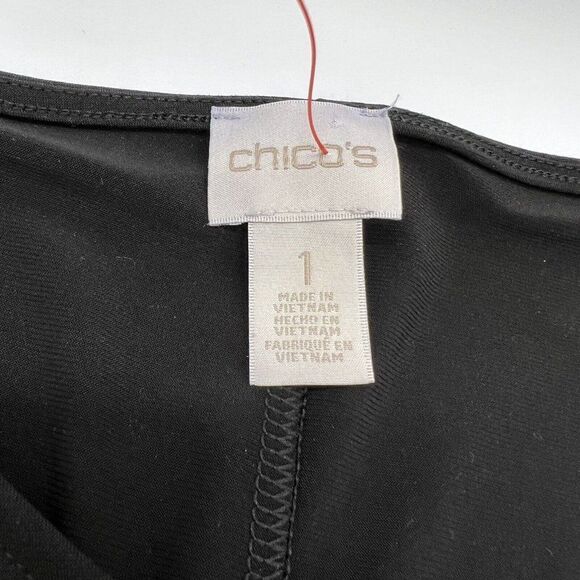 chico's
1
MADE IN
VIETNAM
HECHO EN
VIETNAM
FABRIQUÉ EN
VIETNAM